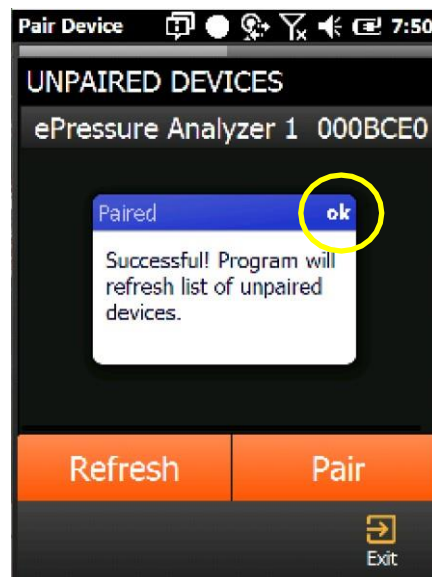 Pair Device 7:50
UNPAIRED DEVICES
ePressure Analyzer 1 000BCE0
Paired ok
Successful! Program will
refresh list of unpaired
devices.
Refresh Pair
Exit